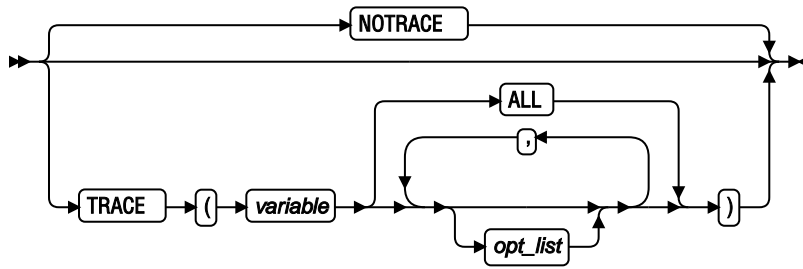 NOTRACE
ALL
,
TRACE ( variable )
opt_list